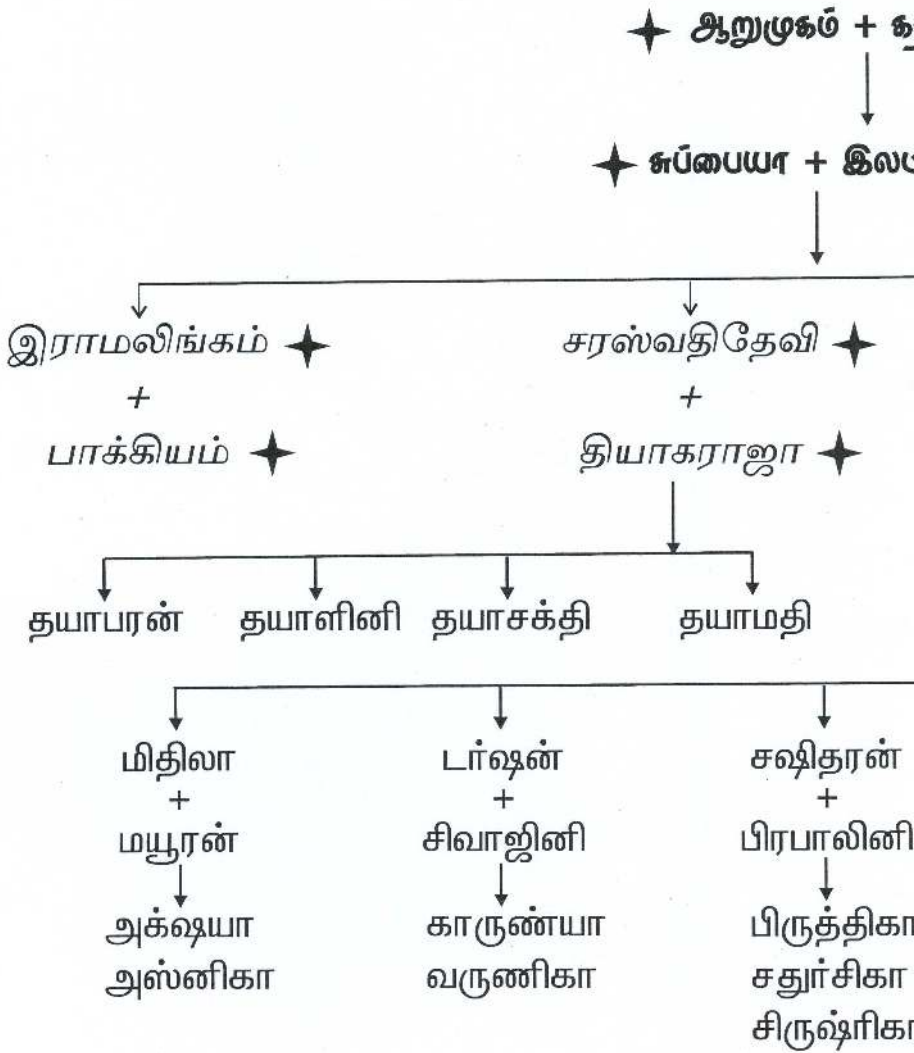 ஆறுமுகம் +
சுப்பையா +
இராமலிங்கம் சரஸ்வதிதேவி
+ +
பாக்கியம் தியாகராஜா
தயாபரன் தயாளினி தயாசக்தி தயாமதி
மிதிலா டர்ஷன் சஷிதரன்
+ + +
மயூரன் சிவாஜினி பிரபாலினி
அக்ஷயா காருண்யா பிருத்திகா
அஸ்னிகா வருணிகா சதுர்சிகா
சிருஷ்ரிகா